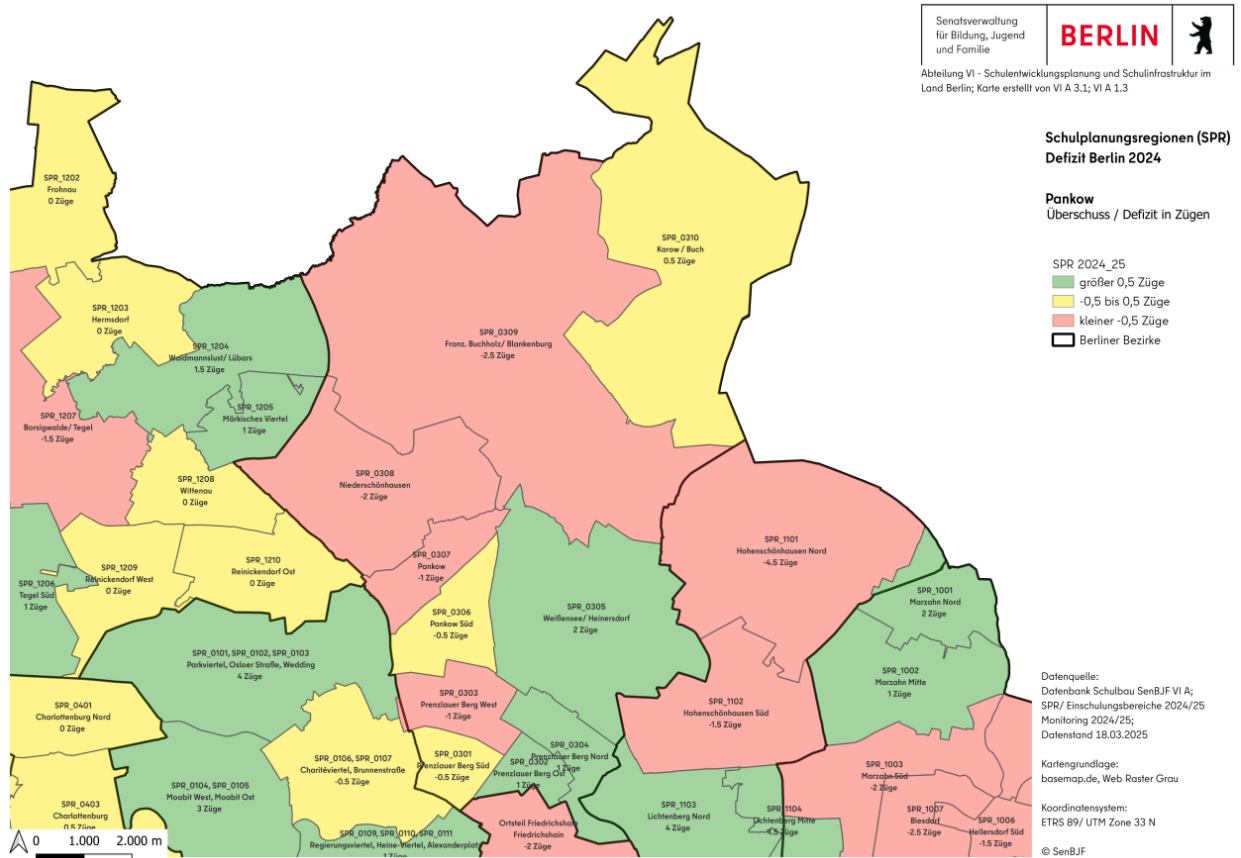 Senatsverwaltung
für Bildung, Jugend
und Familie
BERLIN
Abteilung VI - Schulentwicklungsplanung und Schulinfrastruktur im
Land Berlin; Karte erstellt von VI A 3.1; VI A 1.3
Schulplanungsregionen (SPR)
Defizit Berlin 2024
Pankow
Überschuss / Defizit in Zügen
SPR 2024_25
größer 0,5 Züge
-0,5 bis 0,5 Züge
kleiner -0,5 Züge
Berliner Bezirke
SPR_1202
Frohnau
0 Züge
SPR_0310
Karow / Buch
0.5 Züge
SPR_1203
Hermsdorf
0 Züge
SPR_1204
Waidmannslust/ Lübars
1.5 Züge
SPR_0309
Franz. Buchholz/ Blankenburg
-2.5 Züge
SPR_1205
Märkisches Viertel
1 Züge
SPR_1207
Borsigwalde/ Tegel
-1.5 Züge
SPR_1208
Wittenau
0 Züge
SPR_0308
Niederschönhausen
-2 Züge
SPR_1101
Hohenschönhausen Nord
-4.5 Züge
SPR_0307
Pankow
-1 Züge
SPR_1209
Reinickendorf West
0 Züge
SPR_1210
Reinickendorf Ost
0 Züge
SPR_1206
Tegel Süd
1 Züge
SPR_1001
Marzahn Nord
2 Züge
SPR_0306
Pankow Süd
-0.5 Züge
SPR_0305
Weißensee/ Heinersdorf
2 Züge
SPR_0101, SPR_0102, SPR_0103
Parkviertel, Osloer Straße, Wedding
4 Züge
SPR_1002
Marzahn Mitte
1 Züge
SPR_0303
Prenzlauer Berg West
-1 Züge
SPR_1102
Hohenschönhausen Süd
-1.5 Züge
SPR_0401
Charlottenburg Nord
0 Züge
SPR_0304
Prenzlauer Berg Nord
1 Züge
SPR_0106, SPR_0107
Charitéviertel, Brunnenstraße
-0.5 Züge
SPR_0301
Prenzlauer Berg Süd
-0.5 Züge
SPR_0302
Prenzlauer Berg Ost
1 Züge
SPR_1003
Marzahn Süd
-2 Züge
SPR_0104, SPR_0105
Moabit West, Moabit Ost
3 Züge
SPR_0403
Charlottenburg
0.5 Züge
SPR_1103
Lichtenberg Nord
4 Züge
SPR_1104
Lichtenberg Mitte
SPR_1007
Biesdorf
-2.5 Züge
SPR_1006
Hellersdorf Süd
-1.5 Züge
Ortsteil Friedrichshain
Friedrichshain
-2 Züge
SPR_0109, SPR_0110, SPR_0111
Regierungsviertel, Heine-Viertel, Alexanderplatz
0 1.000 2.000 m
Datenquelle:
Datenbank Schulbau SenBJF VI A;
SPR/ Einschulungsbereiche 2024/25
Monitoring 2024/25;
Datenstand 18.03.2025
Kartengrundlage:
basemap.de, Web Raster Grau
Koordinatensystem:
ETRS 89/ UTM Zone 33 N
© SenBJF